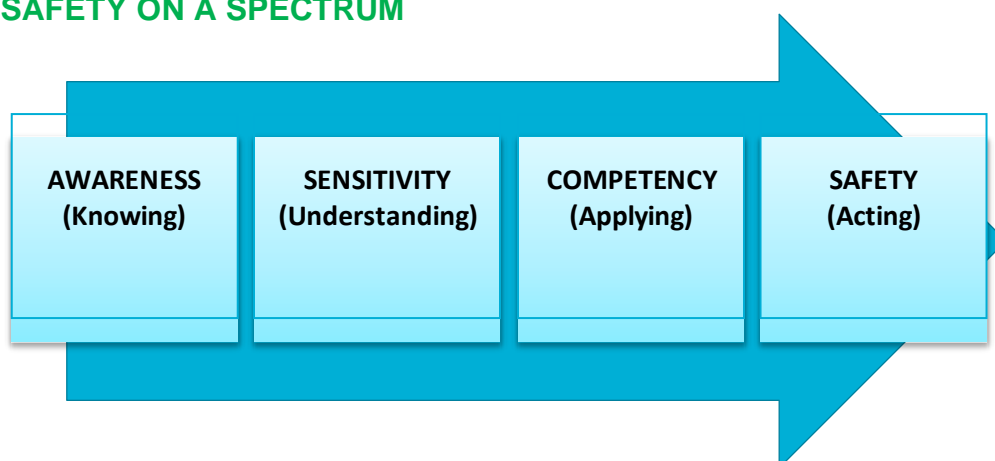 SAFETY ON A SPECTRUM
AWARENESS
(Knowing)
SENSITIVITY
(Understanding)
COMPETENCY
(Applying)
SAFETY
(Acting)